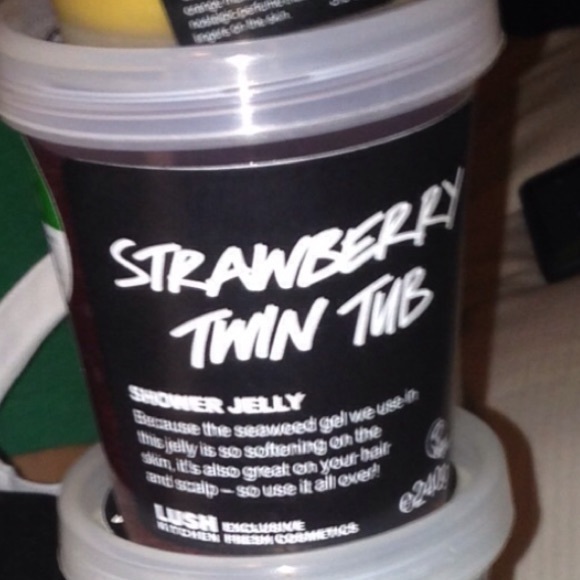 STRAWBERRY
TWIN TUB
SHOWER JELLY
Because the seaweed gel we use in
this jelly is so softening on the
skin, it's also great on your hair
and scalp – so use it all over!
e240g
LUSH EXCLUSIVE
KITCHEN FRESH COSMETICS